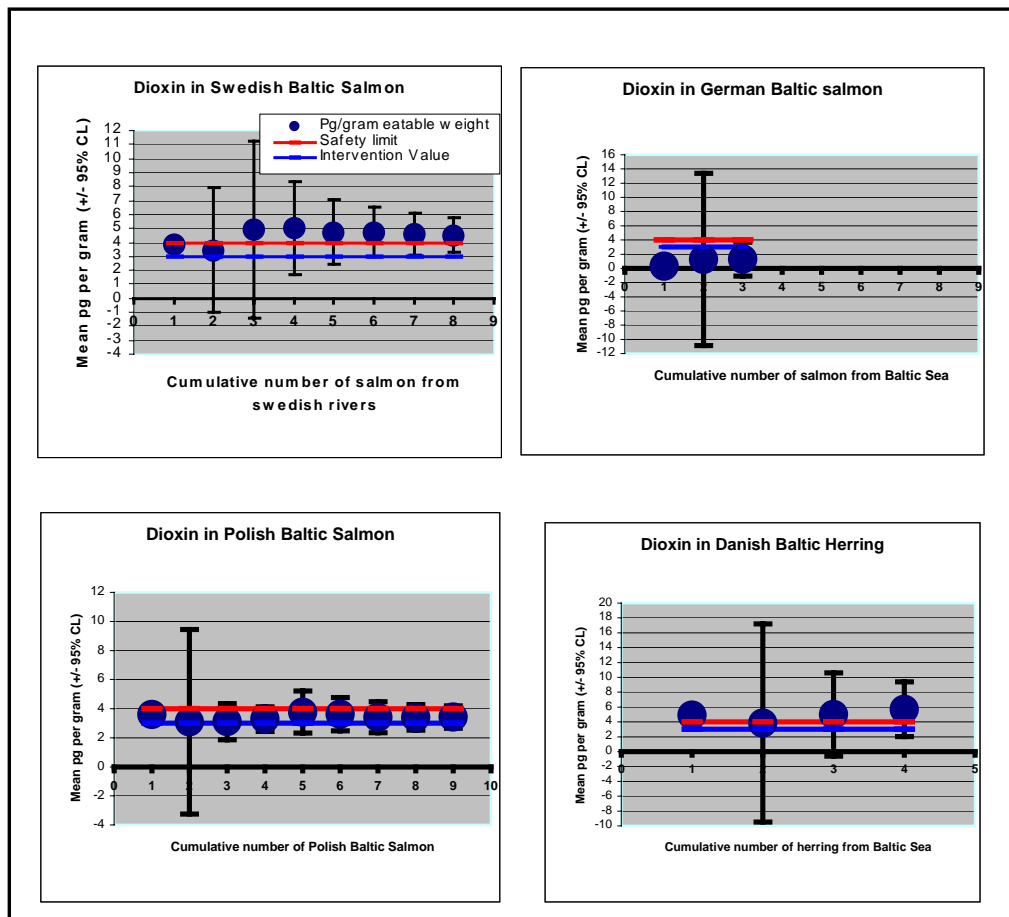 Dioxin in Swedish Baltic Salmon
Pg/gram eatable weight
Safety limit
Intervention Value
Mean pg per gram (+/- 95% CL)
12
11
10
9
8
7
6
5
4
3
2
1
0
-1
-2
-3
-4
0 1 2 3 4 5 6 7 8 9
Cumulative number of salmon from
swedish rivers
Dioxin in German Baltic salmon
Mean pg per gram (+/- 95% CL)
16
14
12
10
8
6
4
2
0
-2
-4
-6
-8
-10
-12
0 1 2 3 4 5 6 7 8 9
Cumulative number of salmon from Baltic Sea
Dioxin in Polish Baltic Salmon
Mean pg per gram (+/- 95% CL)
12
10
8
6
4
2
0
-2
-4
0 1 2 3 4 5 6 7 8 9 10
Cumulative number of Polish Baltic Salmon
Dioxin in Danish Baltic Herring
Mean pg per gram (+/- 95% CL)
20
18
16
14
12
10
8
6
4
2
0
-2
-4
-6
-8
-10
0 1 2 3 4 5
Cumulative number of herring from Baltic Sea